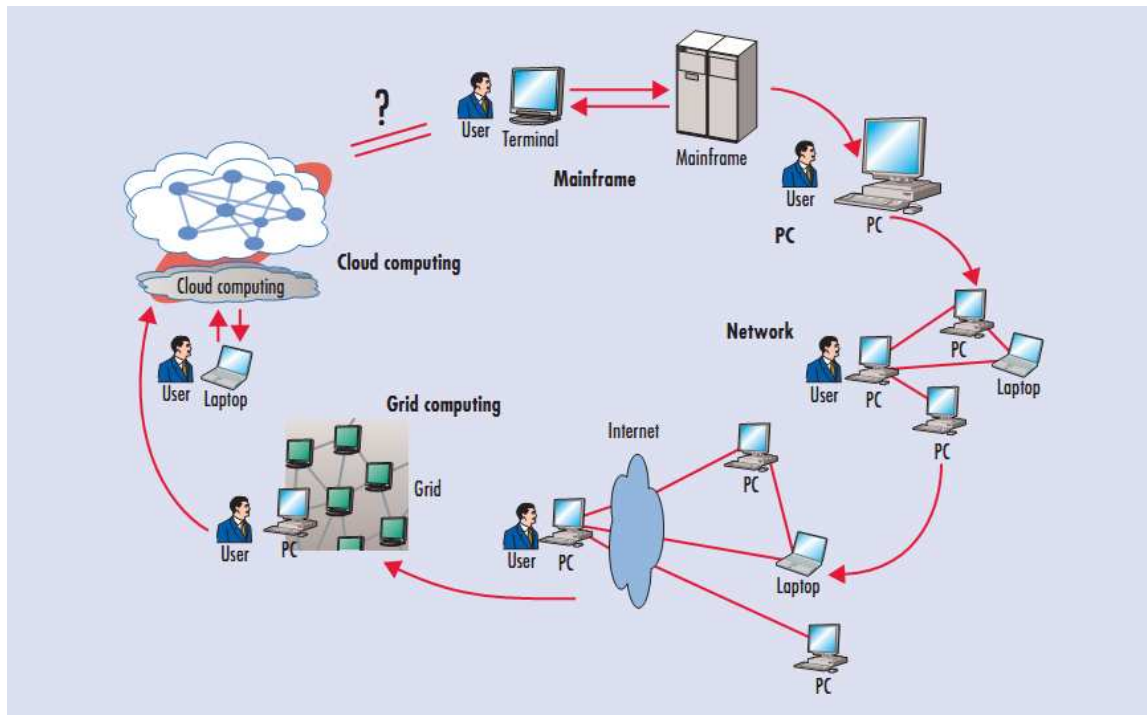 ?
User
Terminal
Mainframe
Mainframe
User
PC
PC
Cloud computing
Cloud computing
User
Laptop
Network
PC
User
PC
Laptop
PC
Grid computing
Grid
User
PC
Internet
PC
User
PC
Laptop
PC